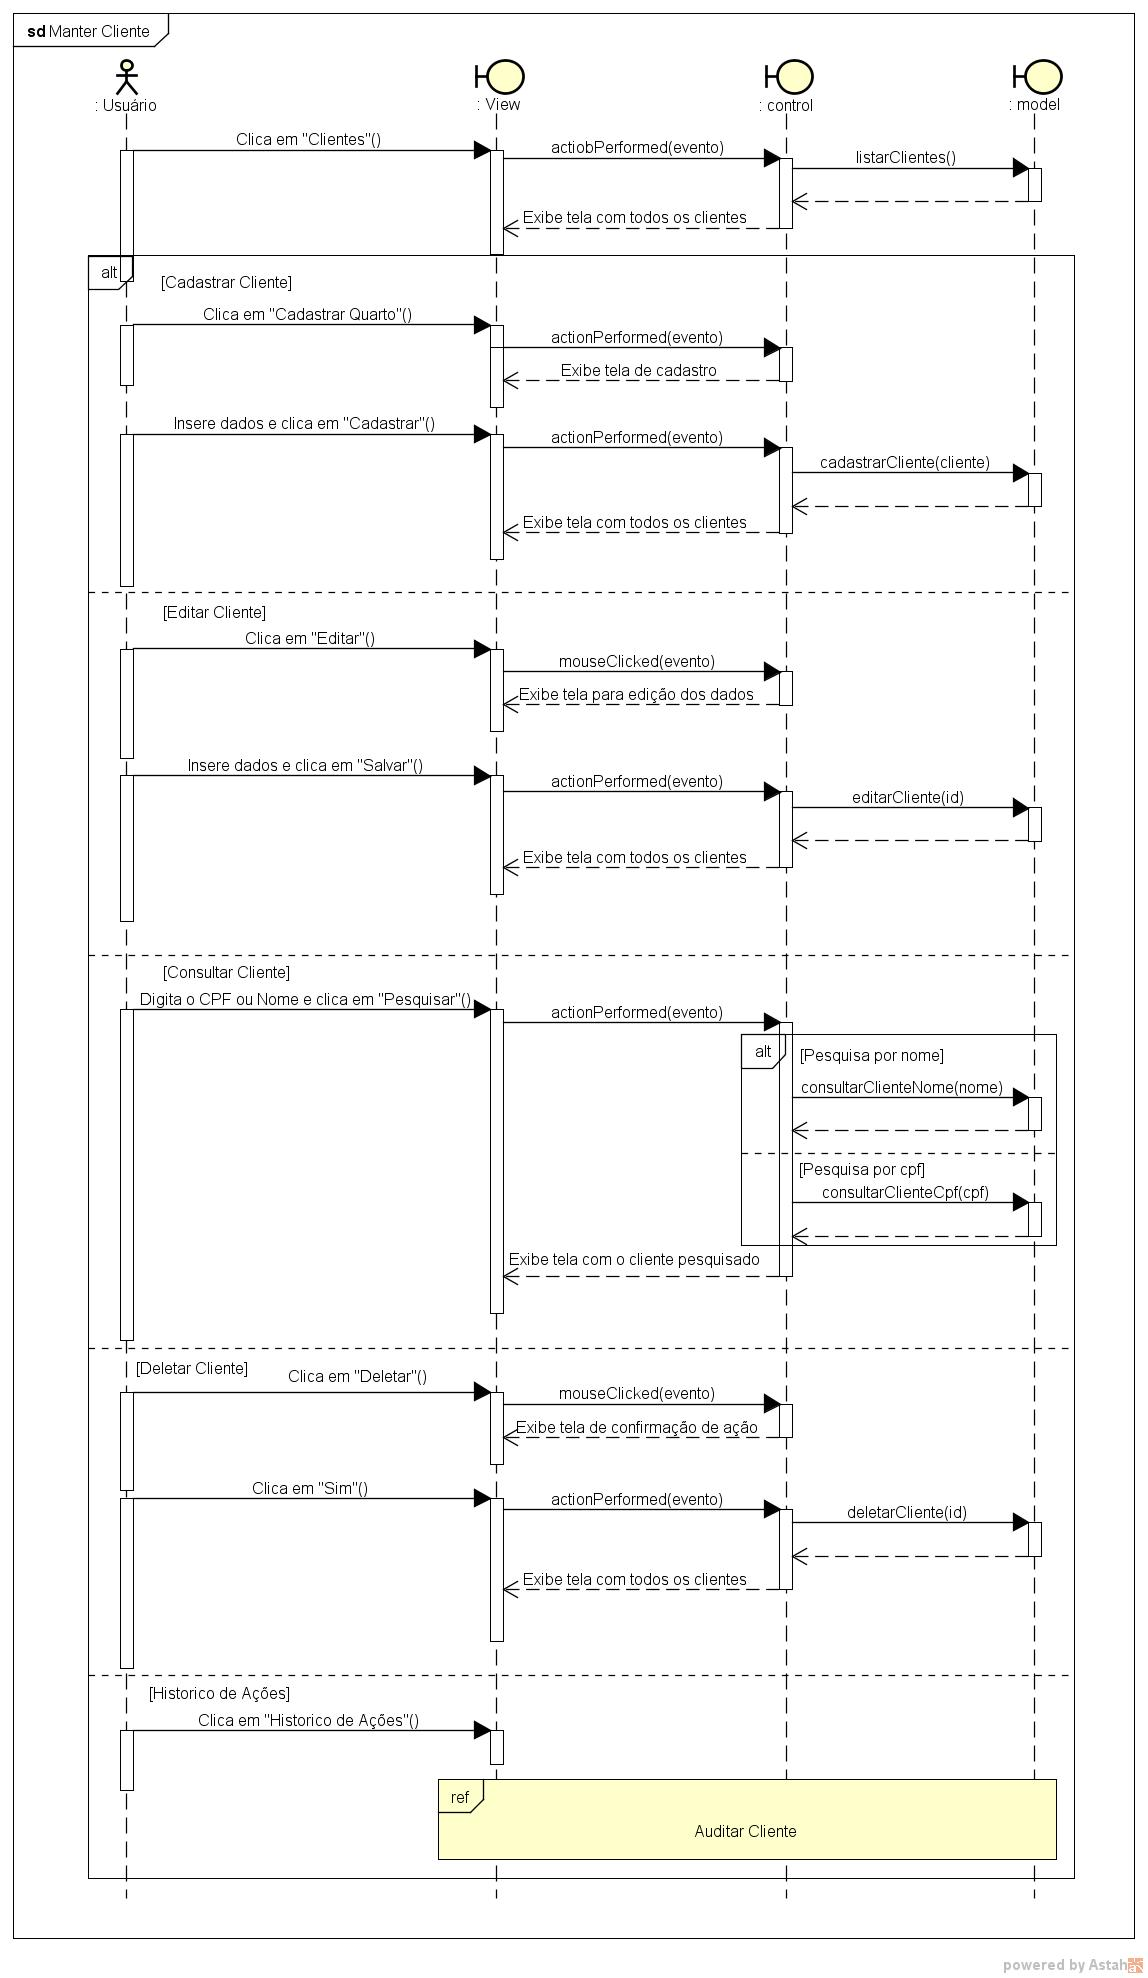 sd Manter Cliente
: Usuário
: View
: control
: model
Clica em "Clientes"()
actiobPerformed(evento)
listarClientes()
Exibe tela com todos os clientes
alt
[Cadastrar Cliente]
Clica em "Cadastrar Quarto"()
actionPerformed(evento)
Exibe tela de cadastro
Insere dados e clica em "Cadastrar"()
actionPerformed(evento)
cadastrarCliente(cliente)
Exibe tela com todos os clientes
[Editar Cliente]
Clica em "Editar"()
mouseClicked(evento)
Exibe tela para edição dos dados
Insere dados e clica em "Salvar"()
actionPerformed(evento)
editarCliente(id)
Exibe tela com todos os clientes
[Consultar Cliente]
Digita o CPF ou Nome e clica em "Pesquisar"()
actionPerformed(evento)
alt
[Pesquisa por nome]
consultarClienteNome(nome)
[Pesquisa por cpf]
consultarClienteCpf(cpf)
Exibe tela com o cliente pesquisado
[Deletar Cliente]
Clica em "Deletar"()
mouseClicked(evento)
Exibe tela de confirmação de ação
Clica em "Sim"()
actionPerformed(evento)
deletarCliente(id)
Exibe tela com todos os clientes
[Historico de Ações]
Clica em "Historico de Ações"()
ref
Auditar Cliente
powered by Astah